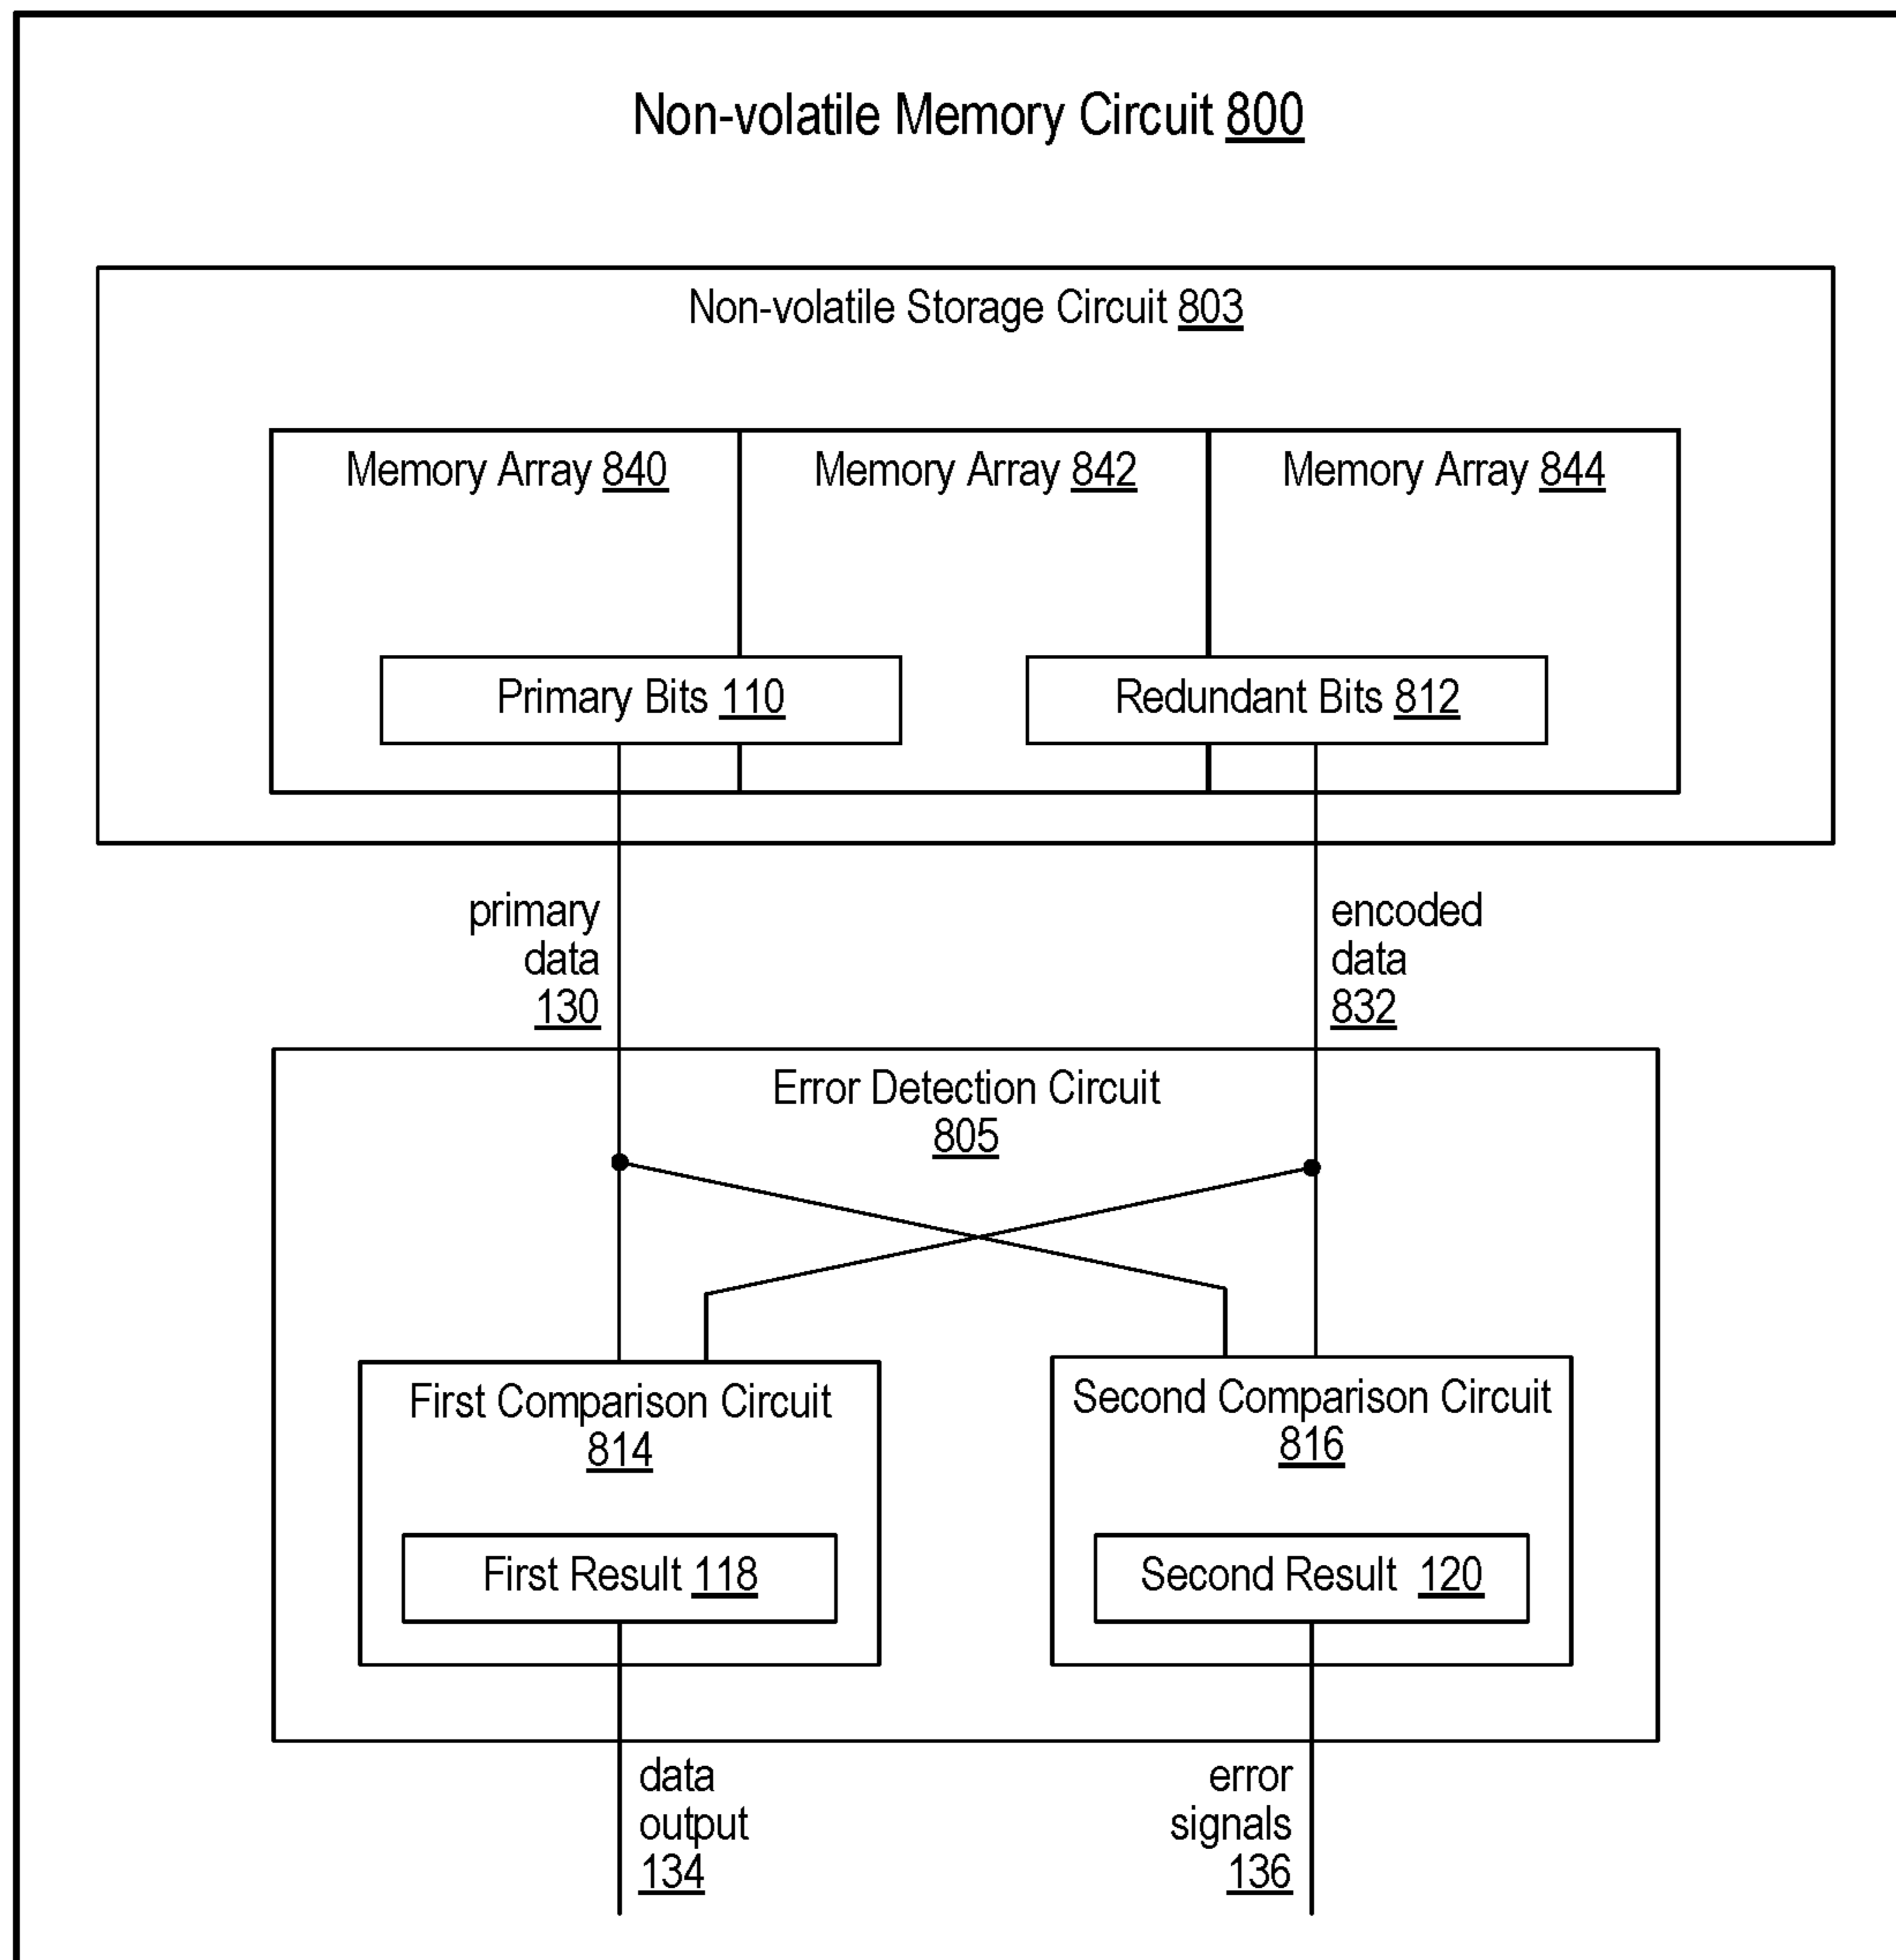 Non-volatile Memory Circuit 800
Non-volatile Storage Circuit 803
Memory Array 840
Memory Array 842
Memory Array 844
Primary Bits 110
Redundant Bits 812
primary
data
130
encoded
data
832
Error Detection Circuit
805
First Comparison Circuit
814
Second Comparison Circuit
816
First Result 118
Second Result 120
data
output
134
error
signals
136